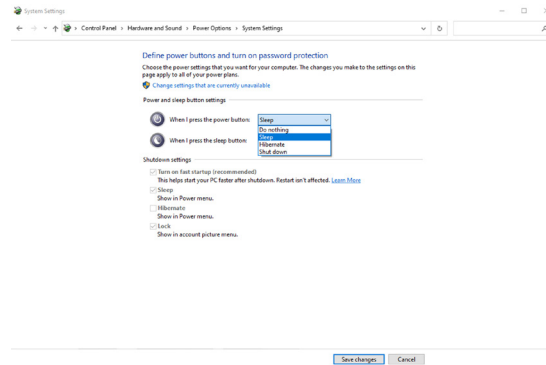 System Settings
Control Panel > Hardware and Sound > Power Options > System Settings
Define power buttons and turn on password protection
Choose the power settings that you want for your computer. The changes you make to the settings on this
page apply to all of your power plans.
Change settings that are currently unavailable
Power and sleep button settings
When I press the power button: Sleep
Do nothing
Sleep
Hibernate
Shut down
When I press the sleep button:
Shutdown settings
Turn on fast startup (recommended)
This helps start your PC faster after shutdown. Restart isn't affected. Learn More
Sleep
Show in Power menu.
Hibernate
Show in Power menu.
Lock
Show in account picture menu.
Save changes Cancel